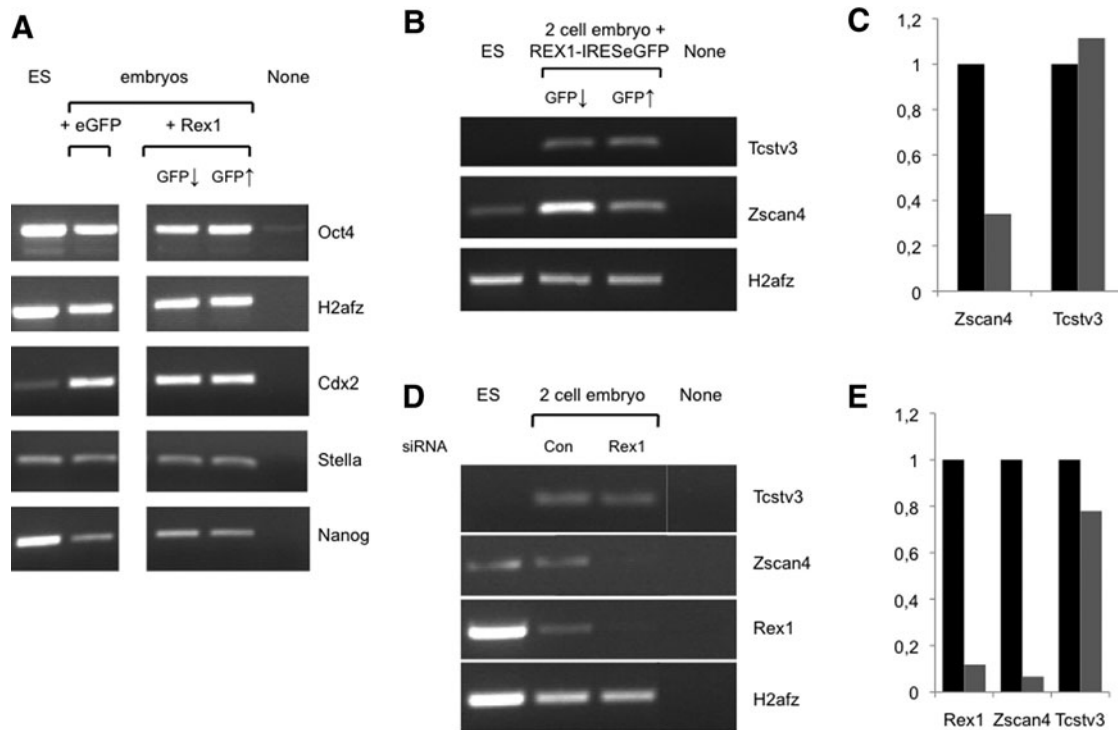 A
ES embryos None
+ eGFP + Rex1
GFP↓ GFP↑
Oct4
H2afz
Cdx2
Stella
Nanog
B
2 cell embryo +
ES REX1-IRESeGFP None
GFP↓ GFP↑
Tcstv3
Zscan4
H2afz
C
1,2
1
0,8
0,6
0,4
0,2
0
Zscan4 Tcstv3
D
ES 2 cell embryo None
siRNA Con Rex1
Tcstv3
Zscan4
Rex1
H2afz
E
1,2
1
0,8
0,6
0,4
0,2
0
Rex1 Zscan4 Tcstv3